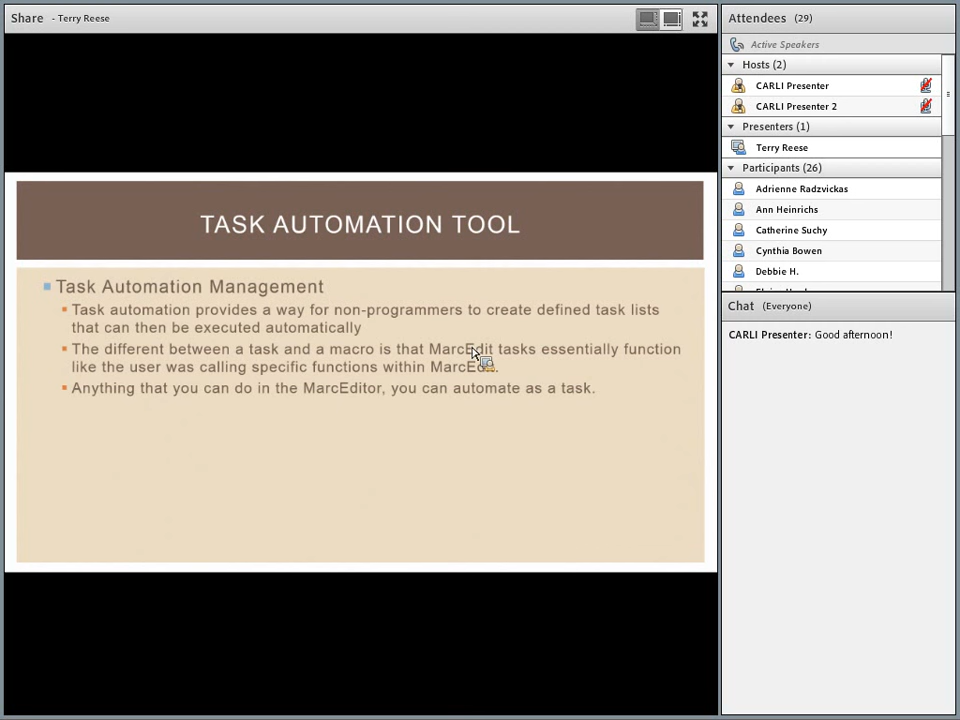 Share - Terry Reese
TASK AUTOMATION TOOL
Task Automation Management
Task automation provides a way for non-programmers to create defined task lists
that can then be executed automatically
The different between a task and a macro is that MarcEdit tasks essentially function
like the user was calling specific functions within
Anything that you can do in the MarcEditor, you can automate as a task.
Attendees (29)
Active Speakers
Hosts (2)
CARLI Presenter
CARLI Presenter 2
Presenters (1)
Terry Reese
Participants (26)
Adrienne Radzvickas
Ann Heinrichs
Catherine Suchy
Cynthia Bowen
Debbie H.
Chat (Everyone)
CARLI Presenter: Good afternoon!